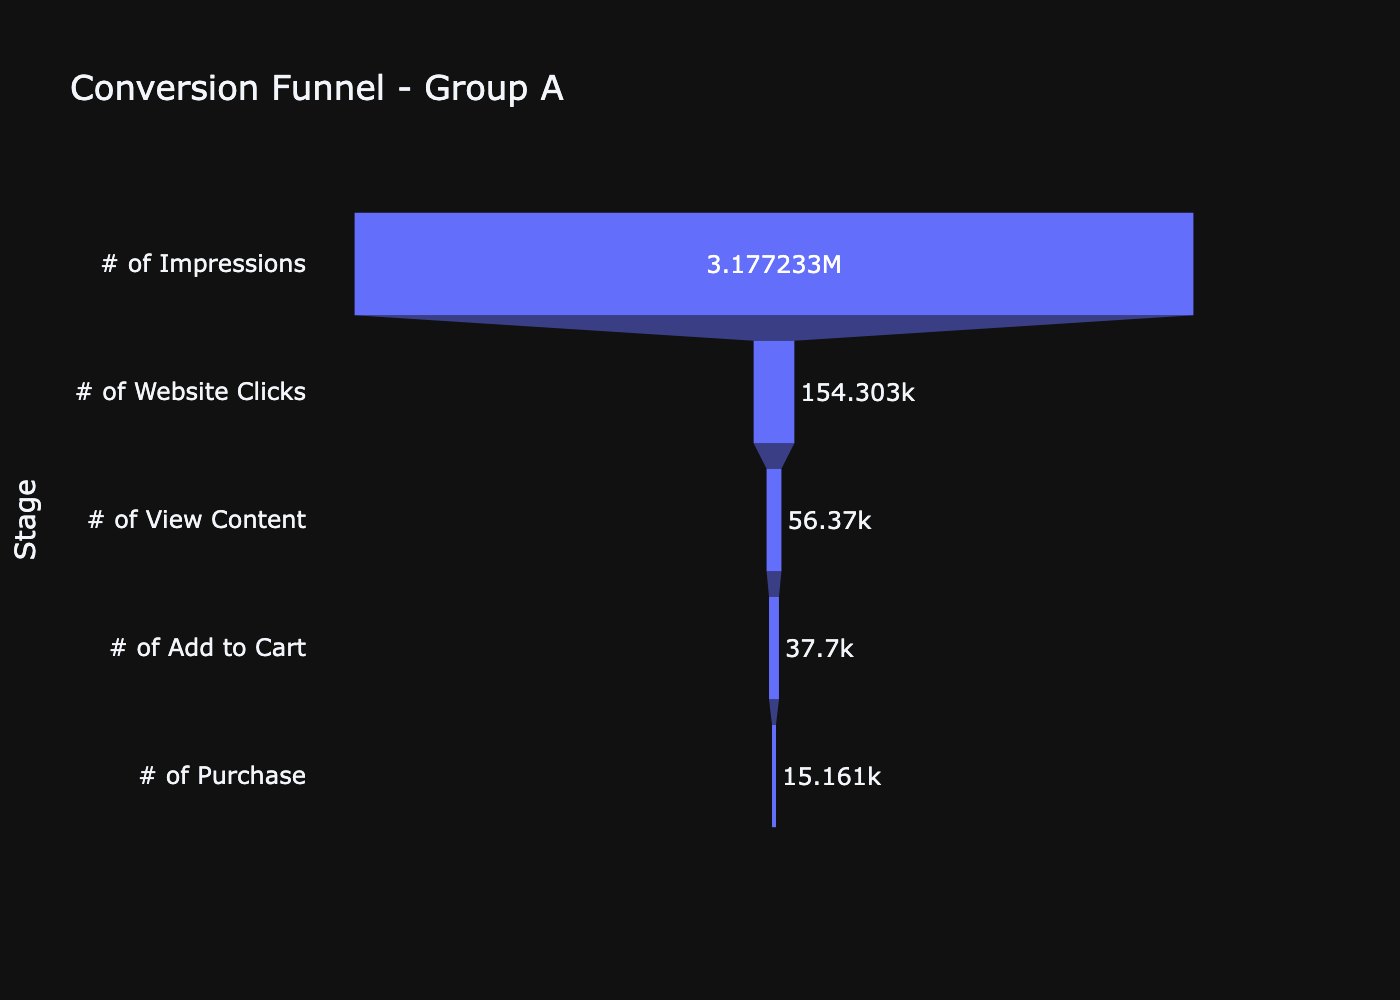 Conversion Funnel - Group A
# of Impressions
3.177233M
# of Website Clicks
154.303k
Stage
# of View Content
56.37k
# of Add to Cart
37.7k
# of Purchase
15.161k